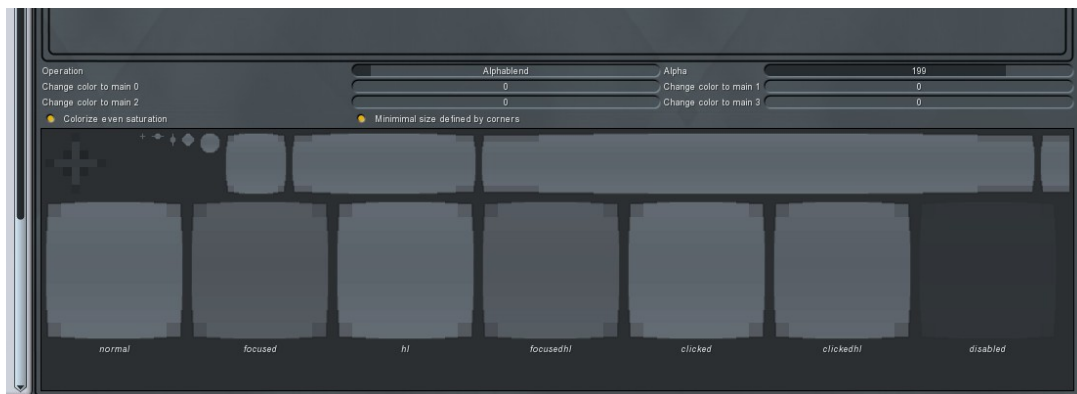 Operation Alphablend Alpha 199
Change color to main 0 0 Change color to main 1 0
Change color to main 2 0 Change color to main 3 0
Colorize even saturation Minimimal size defined by corners
normal focused hl focusedhl clicked clickedhl disabled